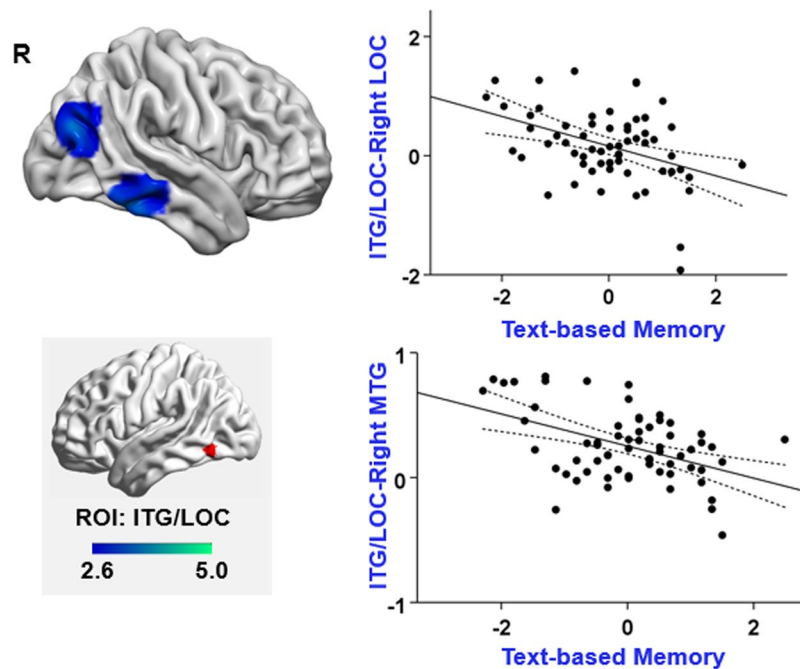 R
ITG/LOC-Right LOC
2
0
-2
-2 0 2
Text-based Memory
ROI: ITG/LOC
2.6 5.0
ITG/LOC-Right MTG
1
0
-1
-2 0 2
Text-based Memory